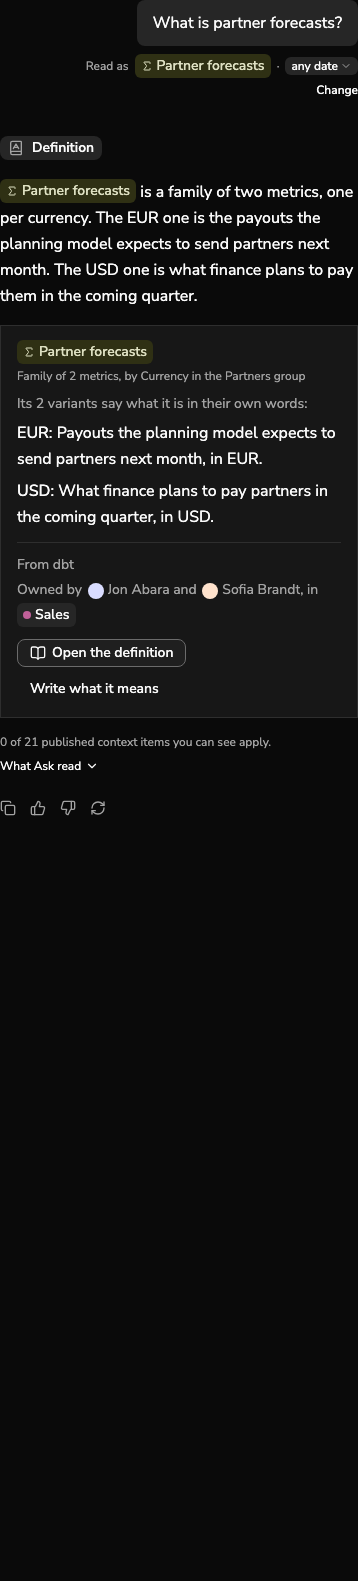 What is partner forecasts?
Read as Σ Partner forecasts · any date
Change
Definition
Σ Partner forecasts is a family of two metrics, one
per currency. The EUR one is the payouts the
planning model expects to send partners next
month. The USD one is what finance plans to pay
them in the coming quarter.
Σ Partner forecasts
Family of 2 metrics, by Currency in the Partners group
Its 2 variants say what it is in their own words:
EUR: Payouts the planning model expects to
send partners next month, in EUR.
USD: What finance plans to pay partners in
the coming quarter, in USD.
From dbt
Owned by Jon Abara and Sofia Brandt, in
Sales
Open the definition
Write what it means
0 of 21 published context items you can see apply.
What Ask read